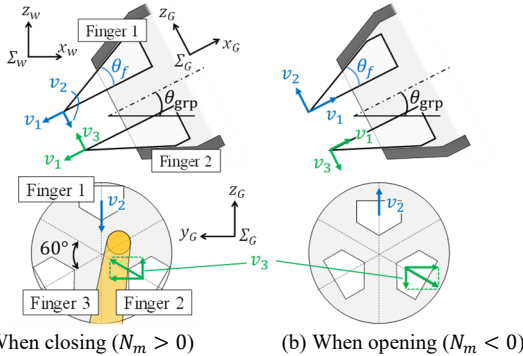 z_W
Σ_W
x_W
Finger 1
z_G
x_G
Σ_G
θ_f
v_2
v_1
θ_grp
v_3
v_1
Finger 2
v_2
θ_f
v_1
θ_grp
v_1
v_3
Finger 1
v_2
z_G
y_G
Σ_G
60°
v_3
Finger 3
Finger 2
v_2
When closing (N_m > 0)
(b) When opening (N_m < 0)